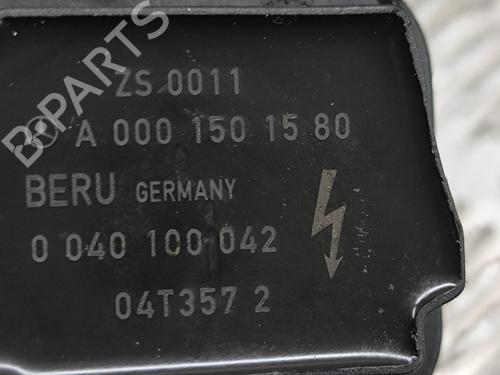 ZS 0011
A 000 150 15 80
BERU GERMANY
0 040 100 042
04T357 2
B-PARTS